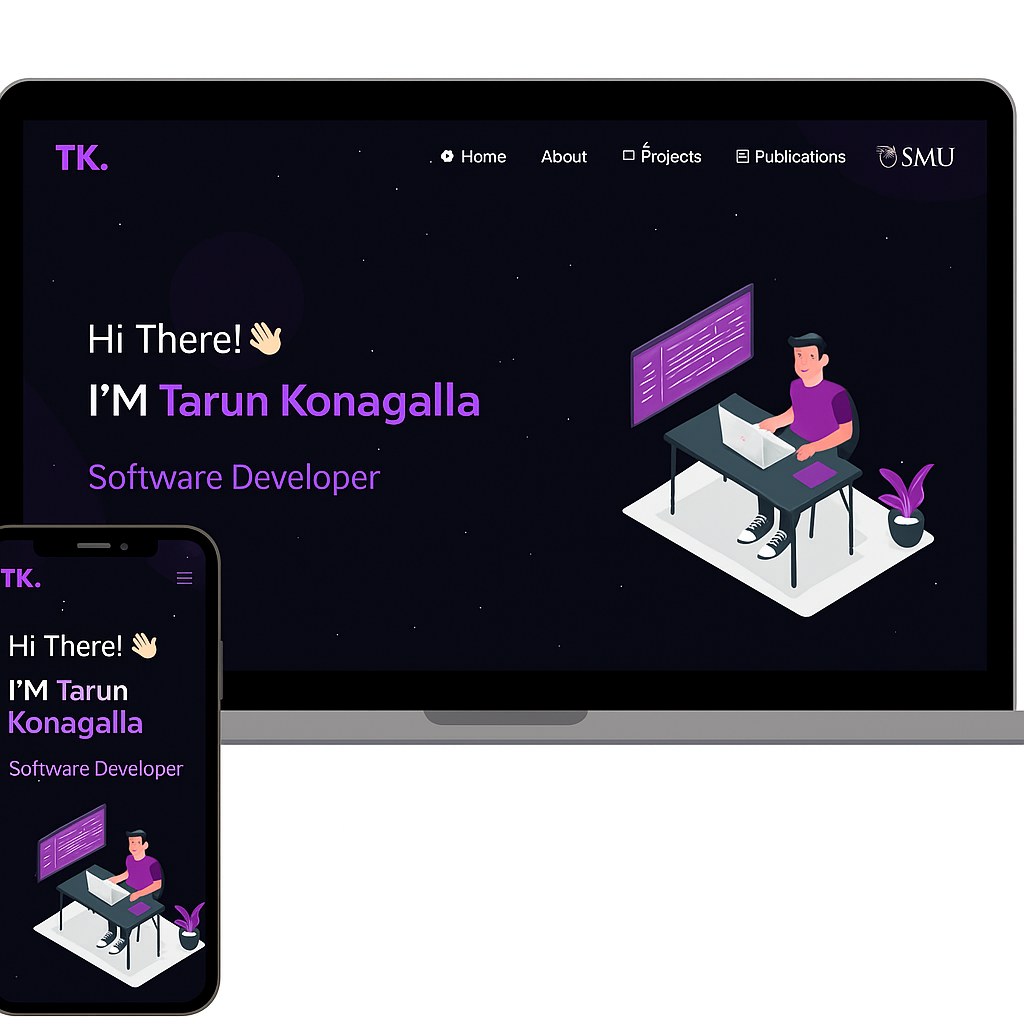 TK.
Home About Projects Publications SMU
Hi There!👋🏻
I’M Tarun Konagalla
Software Developer
TK.
Hi There! 👋🏻
I’M Tarun
Konagalla
Software Developer